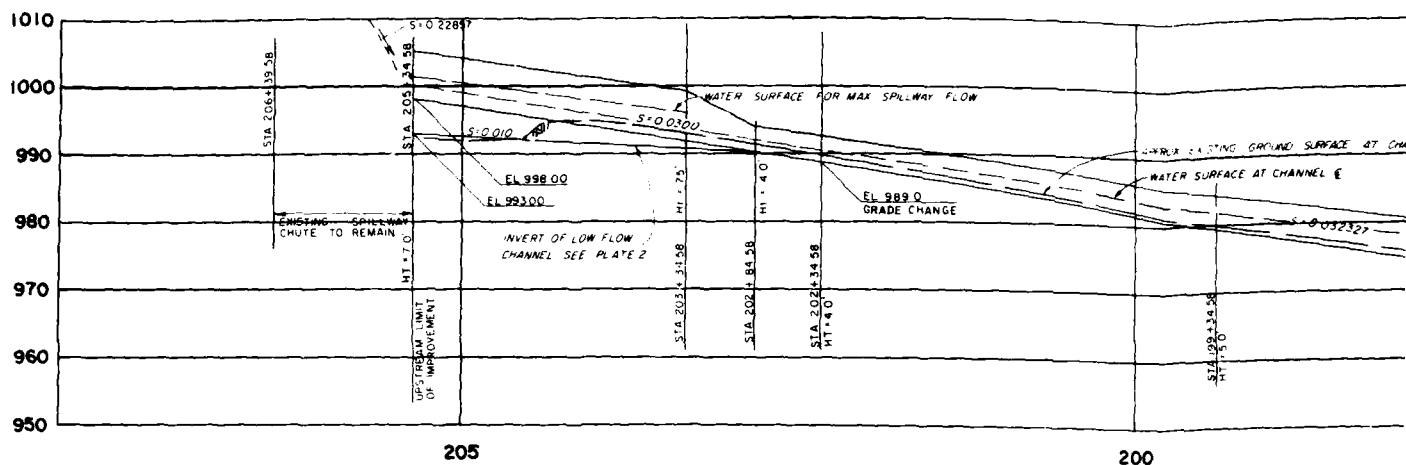 1010
1000
990
980
970
960
950
S=0.22897
STA 206+39.58
STA 205+34.58
HT=7.0'
EXISTING SPILLWAY
CHUTE TO REMAIN
UPSTREAM LIMIT
OF IMPROVEMENT
S=0.010
EL 998.00
EL 993.00
INVERT OF LOW FLOW
CHANNEL SEE PLATE 2
WATER SURFACE FOR MAX SPILLWAY FLOW
S=0.0300
HT=7.5'
STA 203+34.58
HT=4.0'
STA 202+84.58
STA 202+34.58
HT=4.0'
EL 989.0
GRADE CHANGE
APPROX EXISTING GROUND SURFACE AT CHA
WATER SURFACE AT CHANNEL ℄
S=0.032327
STA 199+34.58
HT=5.0'
205
200